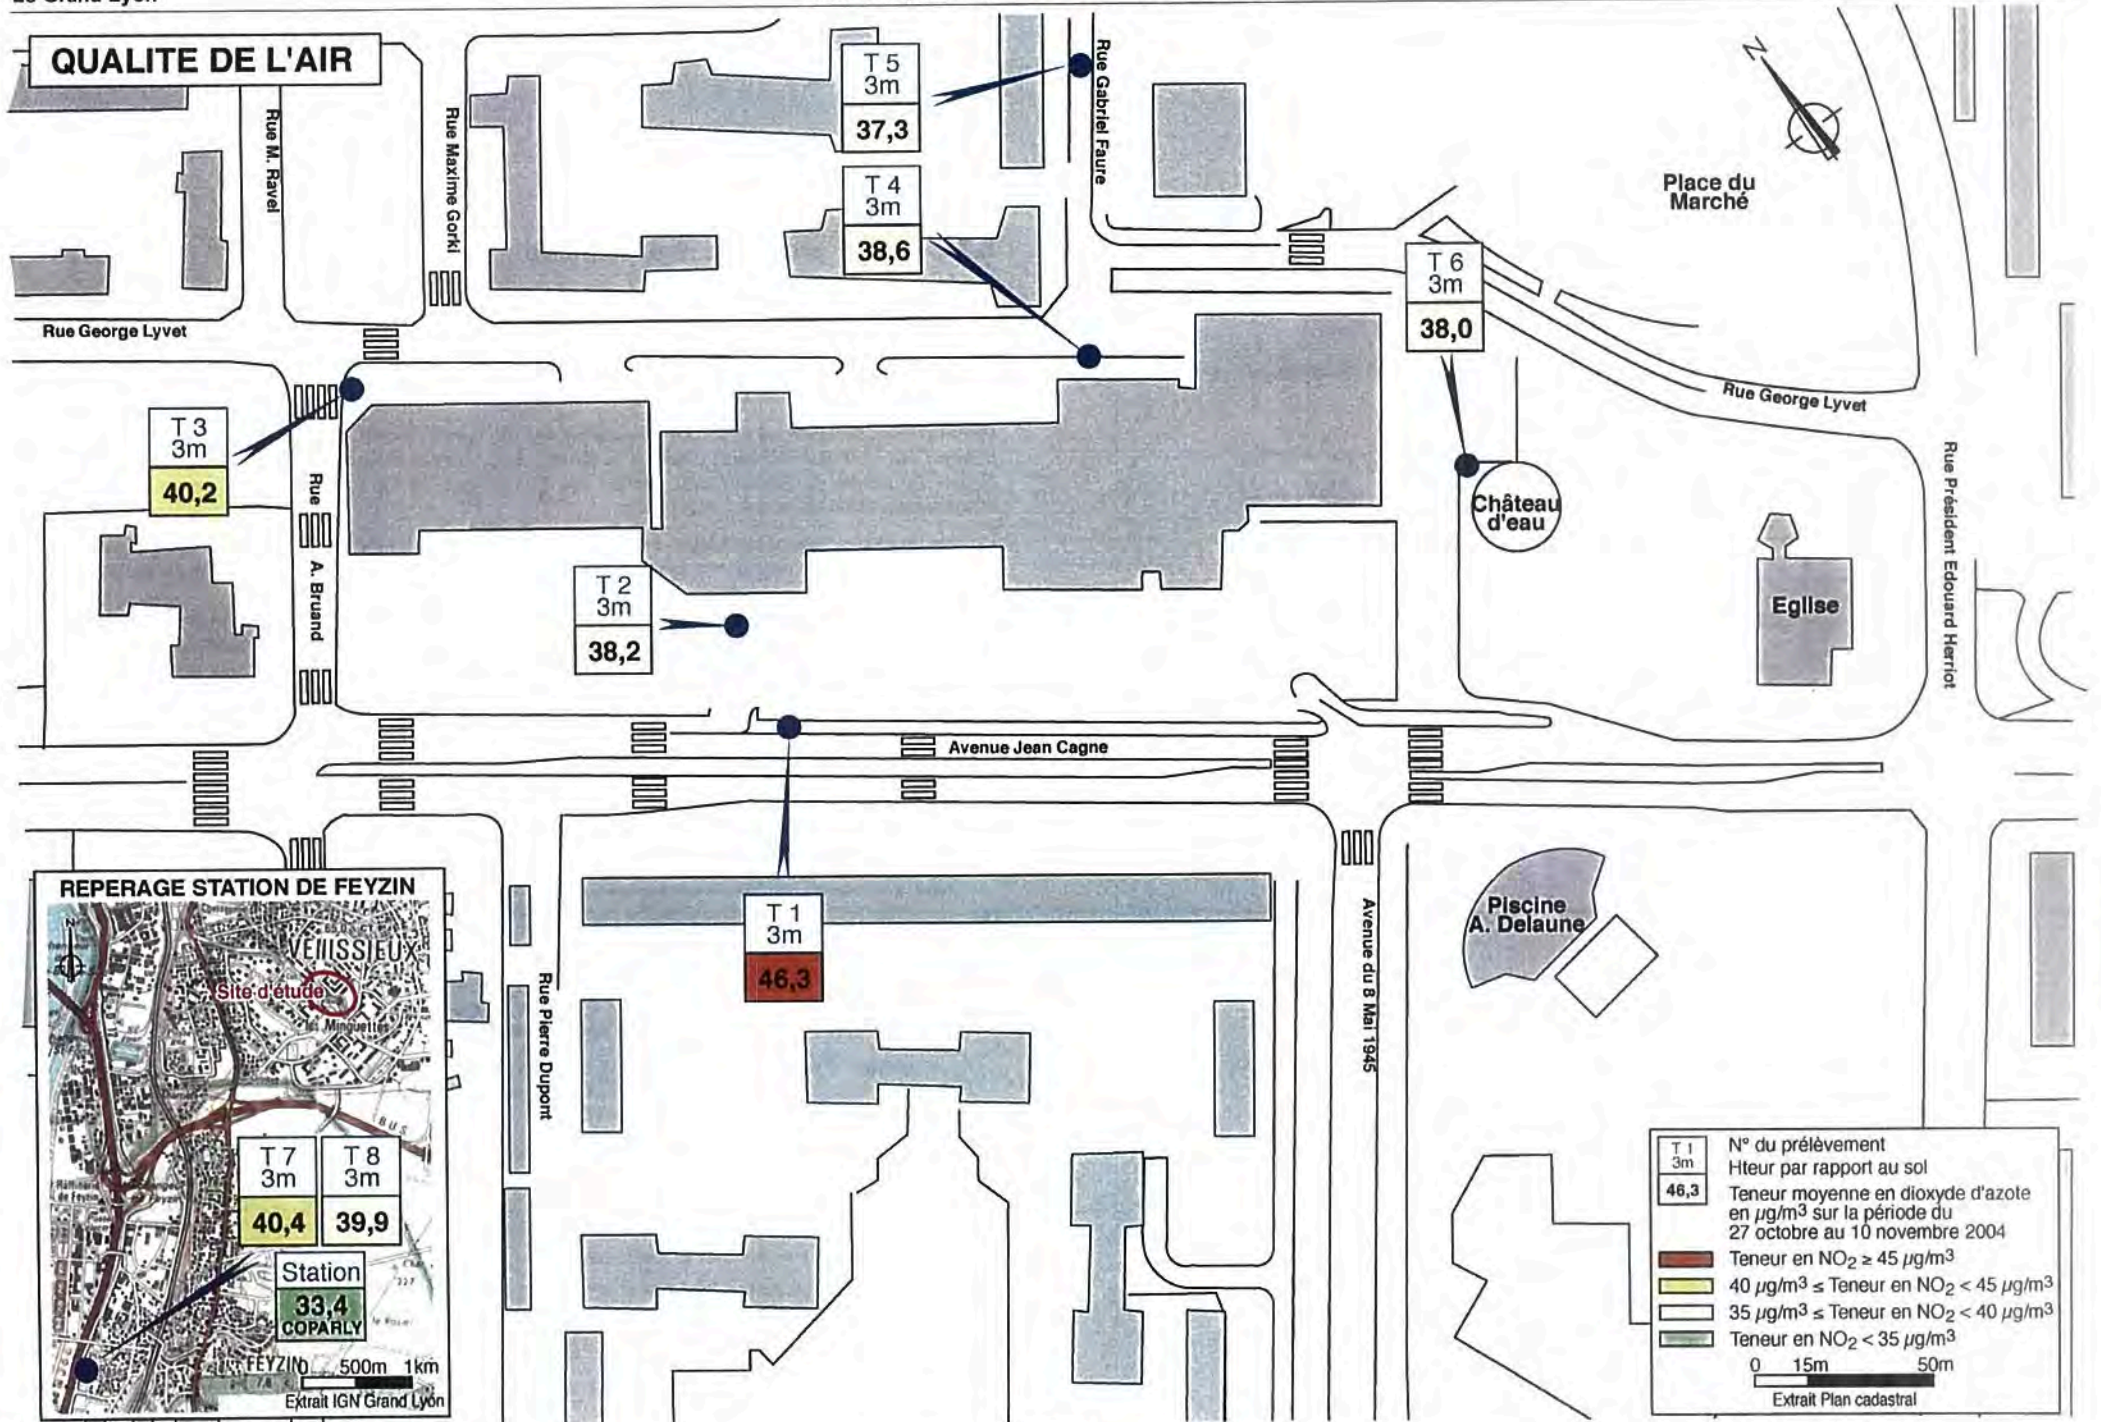 QUALITE DE L'AIR
Rue M. Ravel
Rue Maxime Gorki
T 5
3m
37,3
Rue Gabriel Faure
T 4
3m
38,6
N
Place du
Marché
T 6
3m
38,0
Rue George Lyvet
Rue George Lyvet
T 3
3m
40,2
Rue A. Bruand
Château
d'eau
Rue Président Edouard Herriot
T 2
3m
38,2
Eglise
Avenue Jean Cagne
T 1
3m
46,3
Piscine
A. Delaune
Avenue du 8 Mai 1945
Rue Pierre Dupont
REPERAGE STATION DE FEYZIN
VENISSIEUX
Site d'étude
les Minguettes
BUS
T 7
3m
40,4
T 8
3m
39,9
Station
33,4
COPARLY
FEYZIN
0 500m 1km
Extrait IGN Grand Lyon
T 1
3m
46,3
N° du prélèvement
Hteur par rapport au sol
Teneur moyenne en dioxyde d'azote
en µg/m³ sur la période du
27 octobre au 10 novembre 2004
Teneur en NO₂ ≥ 45 µg/m³
40 µg/m³ ≤ Teneur en NO₂ < 45 µg/m³
35 µg/m³ ≤ Teneur en NO₂ < 40 µg/m³
Teneur en NO₂ < 35 µg/m³
0 15m 50m
Extrait Plan cadastral